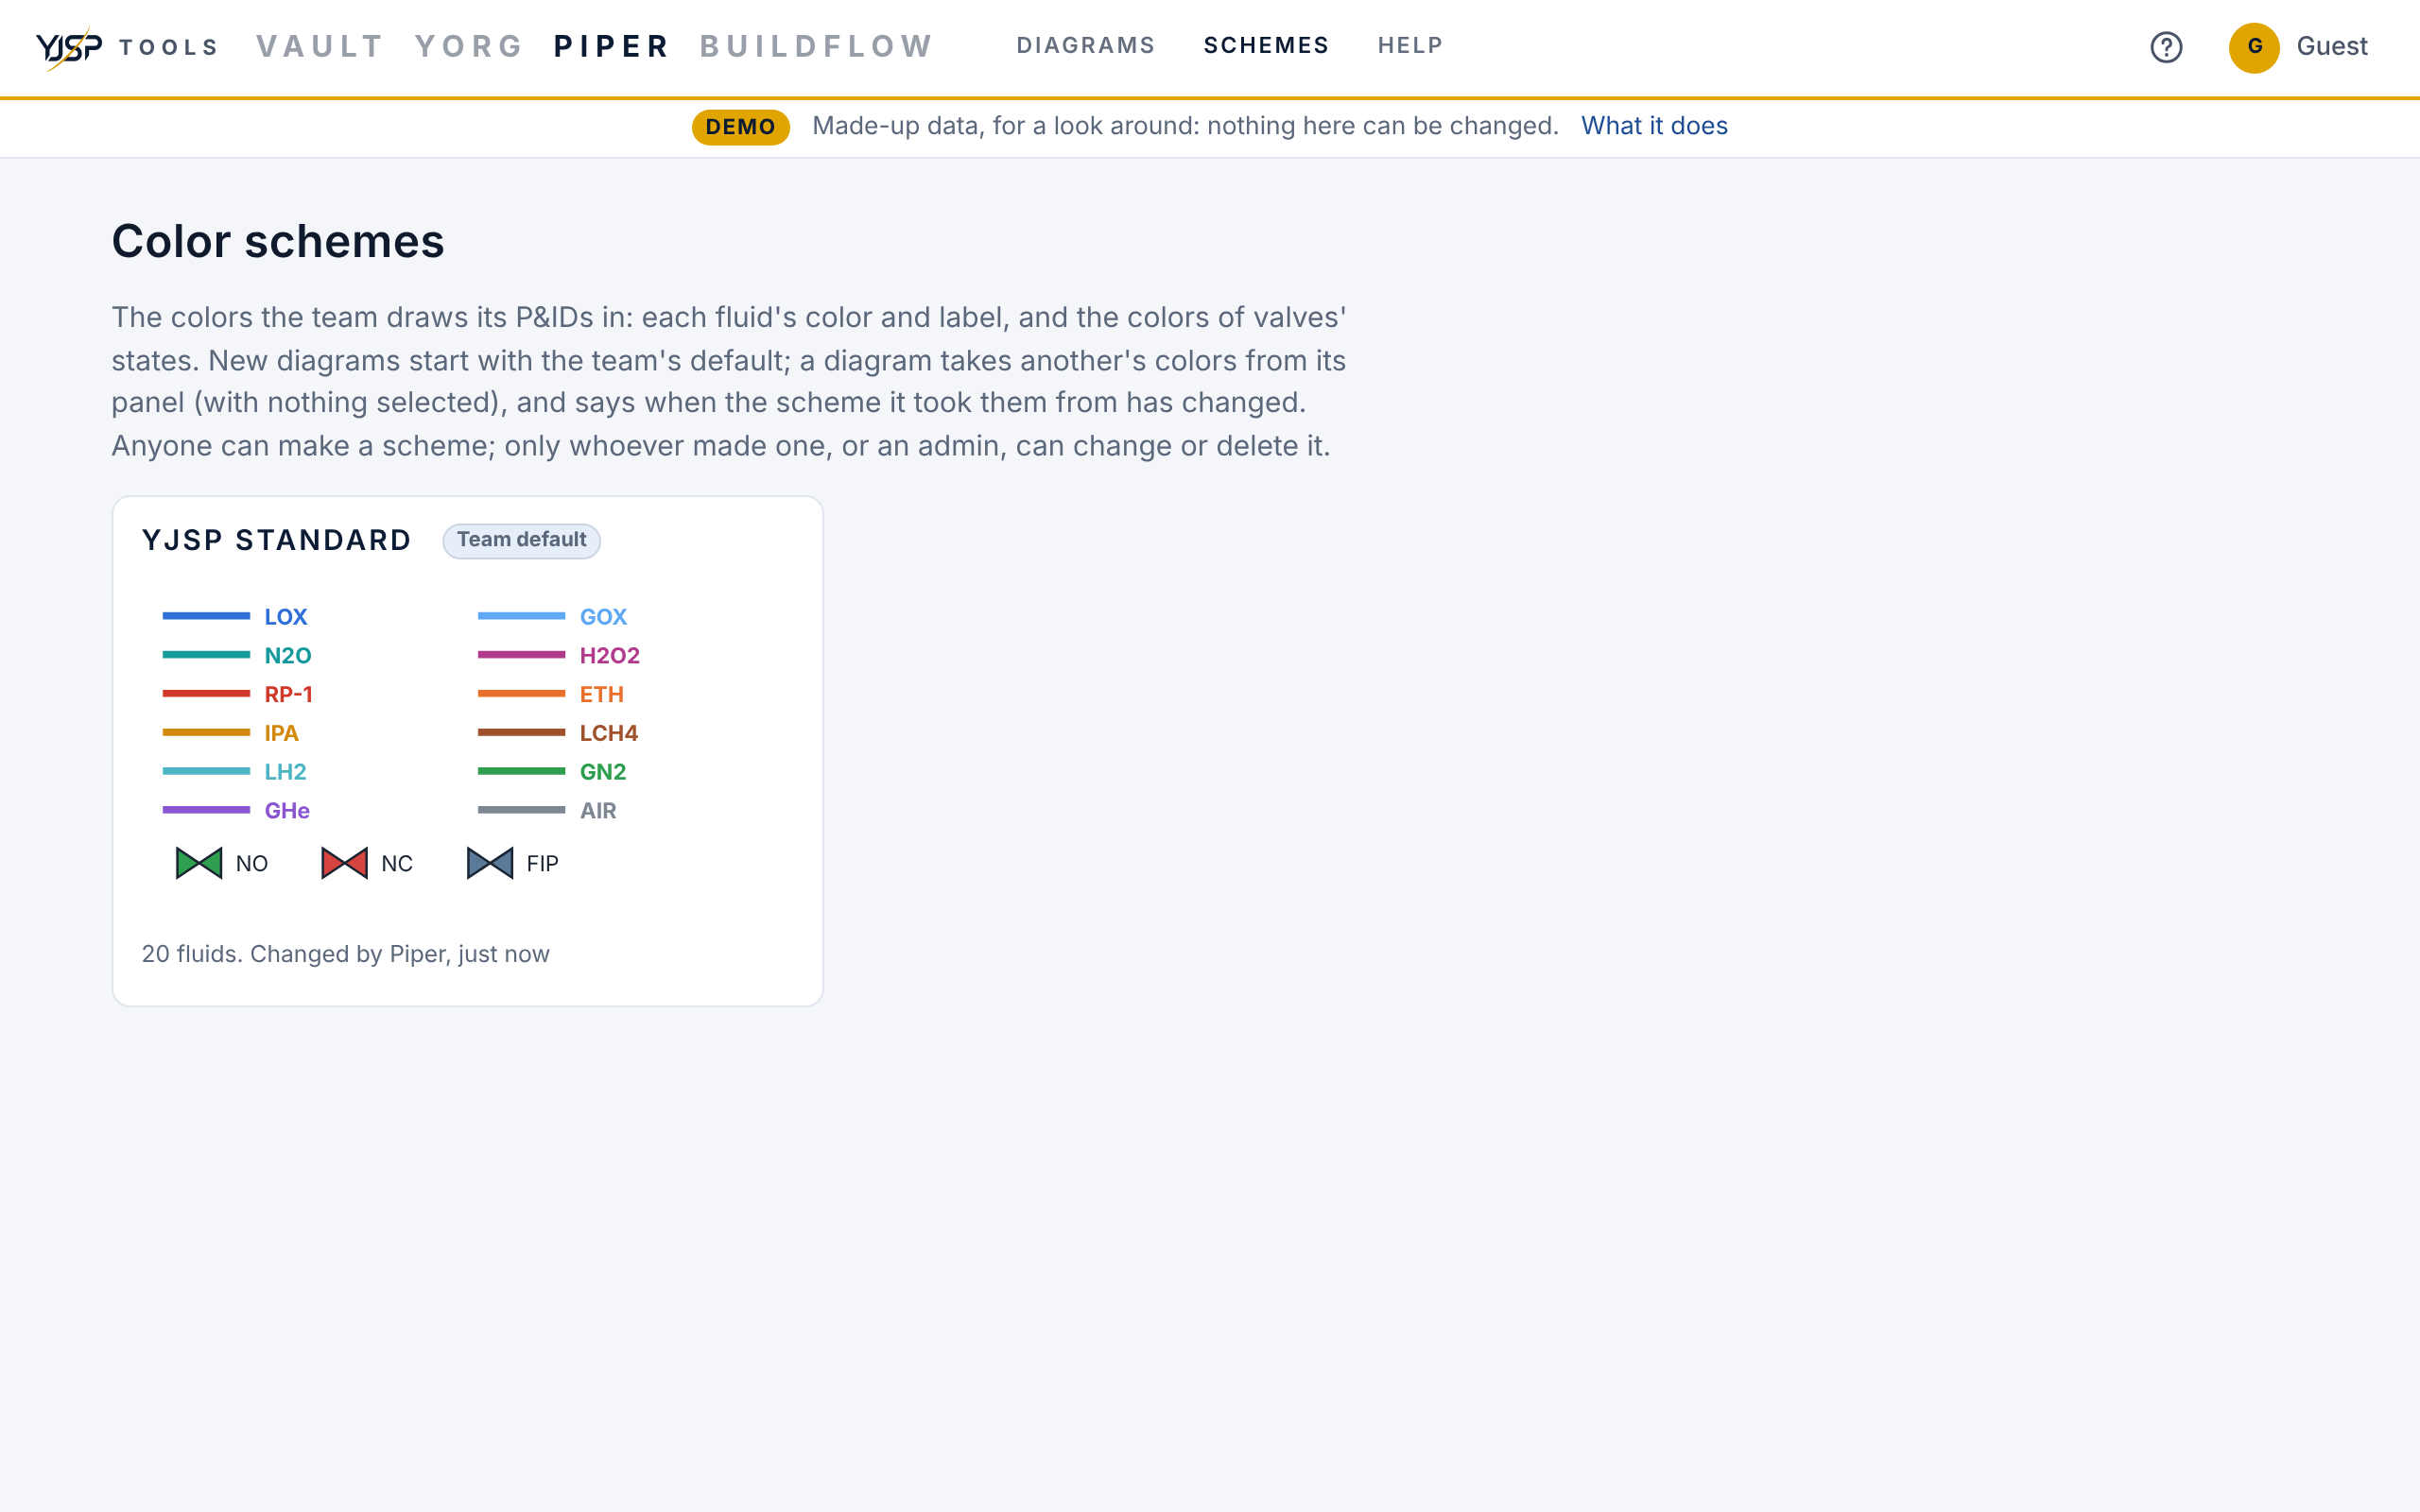 YJSP TOOLS VAULT YORG PIPER BUILDFLOW DIAGRAMS SCHEMES HELP ? G Guest
DEMO Made-up data, for a look around: nothing here can be changed. What it does
Color schemes
The colors the team draws its P&IDs in: each fluid's color and label, and the colors of valves'
states. New diagrams start with the team's default; a diagram takes another's colors from its
panel (with nothing selected), and says when the scheme it took them from has changed.
Anyone can make a scheme; only whoever made one, or an admin, can change or delete it.
YJSP STANDARD Team default
LOX GOX
N2O H2O2
RP-1 ETH
IPA LCH4
LH2 GN2
GHe AIR
NO NC FIP
20 fluids. Changed by Piper, just now